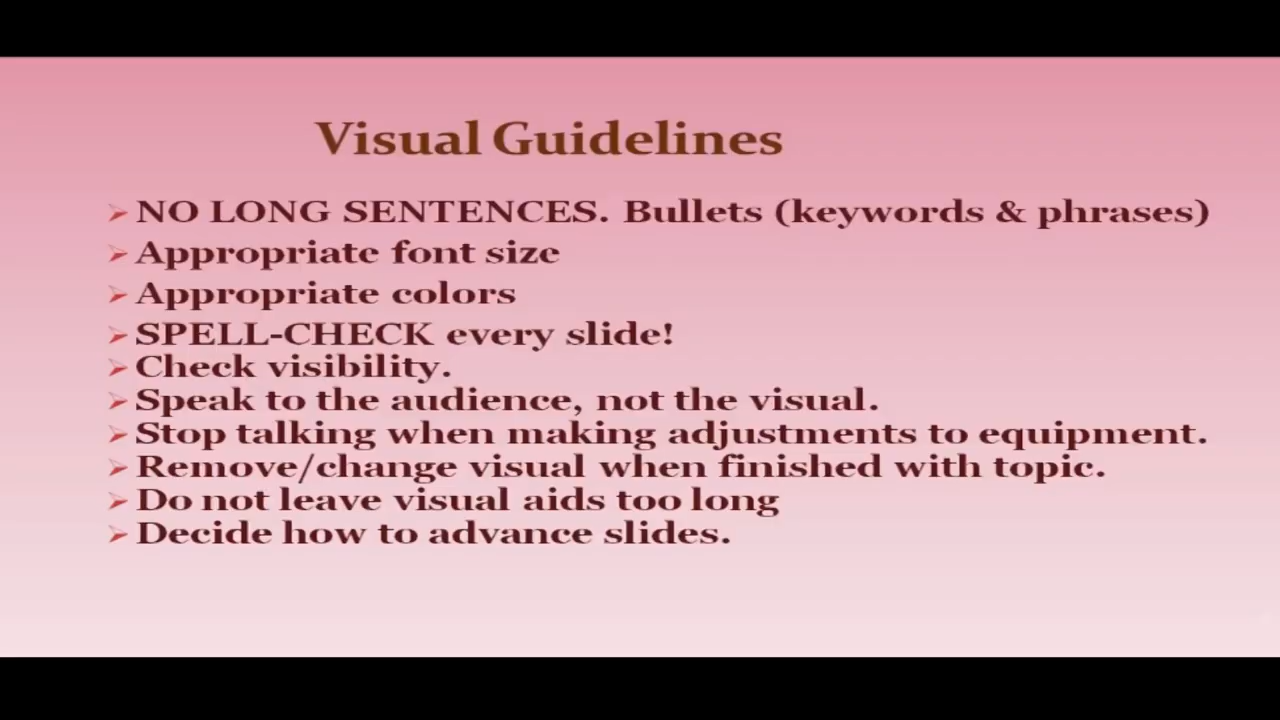 Visual Guidelines
NO LONG SENTENCES. Bullets (keywords & phrases)
Appropriate font size
Appropriate colors
SPELL-CHECK every slide!
Check visibility.
Speak to the audience, not the visual.
Stop talking when making adjustments to equipment.
Remove/change visual when finished with topic.
Do not leave visual aids too long
Decide how to advance slides.